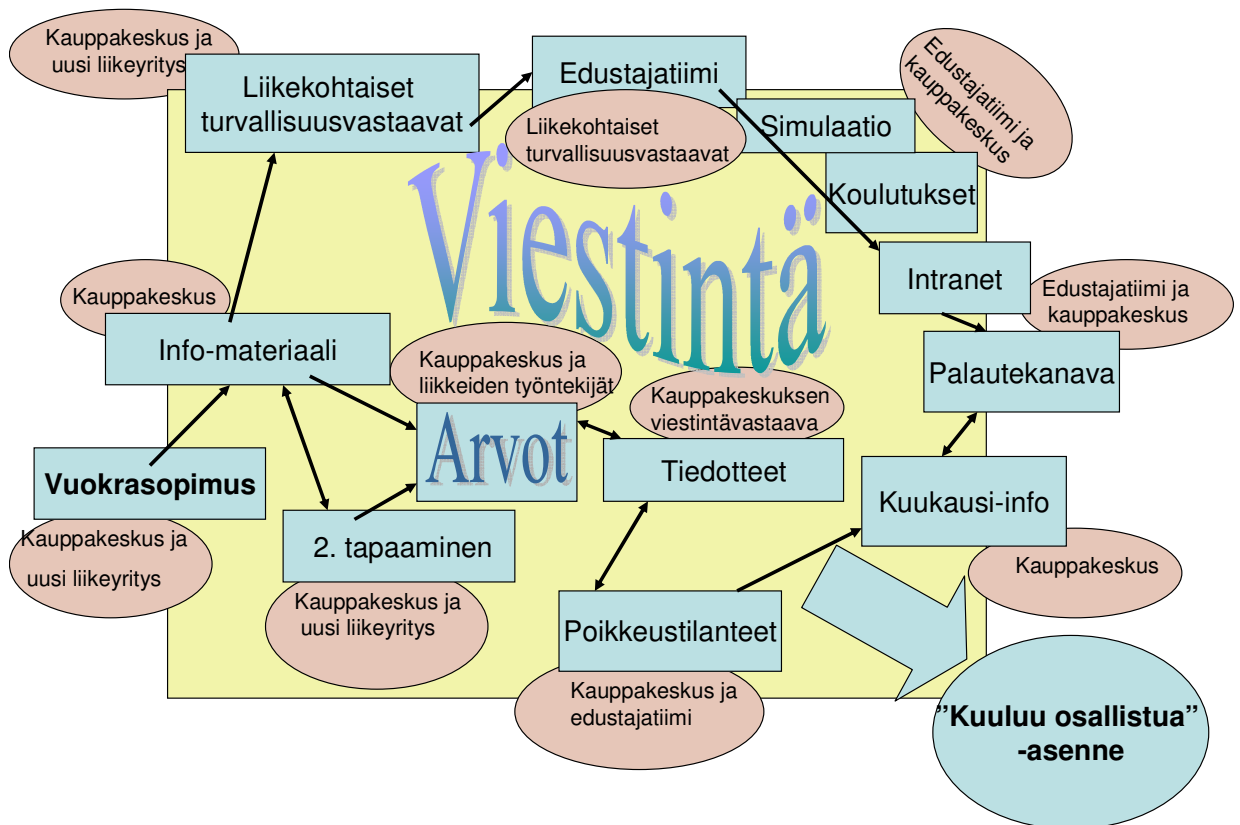 Kauppakeskus ja
uusi liikeyritys
Liikekohtaiset
turvallisuusvastaavat
Edustajatiimi
Liikekohtaiset
turvallisuusvastaavat
Simulaatio
Koulutukset
Edustajatiimi ja
kauppakeskus
Viestintä
Intranet
Edustajatiimi ja
kauppakeskus
Palautekanava
Kauppakeskus
Info-materiaali
Kauppakeskus ja
liikkeiden työntekijät
Arvot
Kauppakeskuksen
viestintävastaava
Tiedotteet
Kuukausi-info
Kauppakeskus
Vuokrasopimus
Kauppakeskus ja
uusi liikeyritys
2. tapaaminen
Kauppakeskus ja
uusi liikeyritys
Poikkeustilanteet
Kauppakeskus ja
edustajatiimi
”Kuuluu osallistua”
-asenne